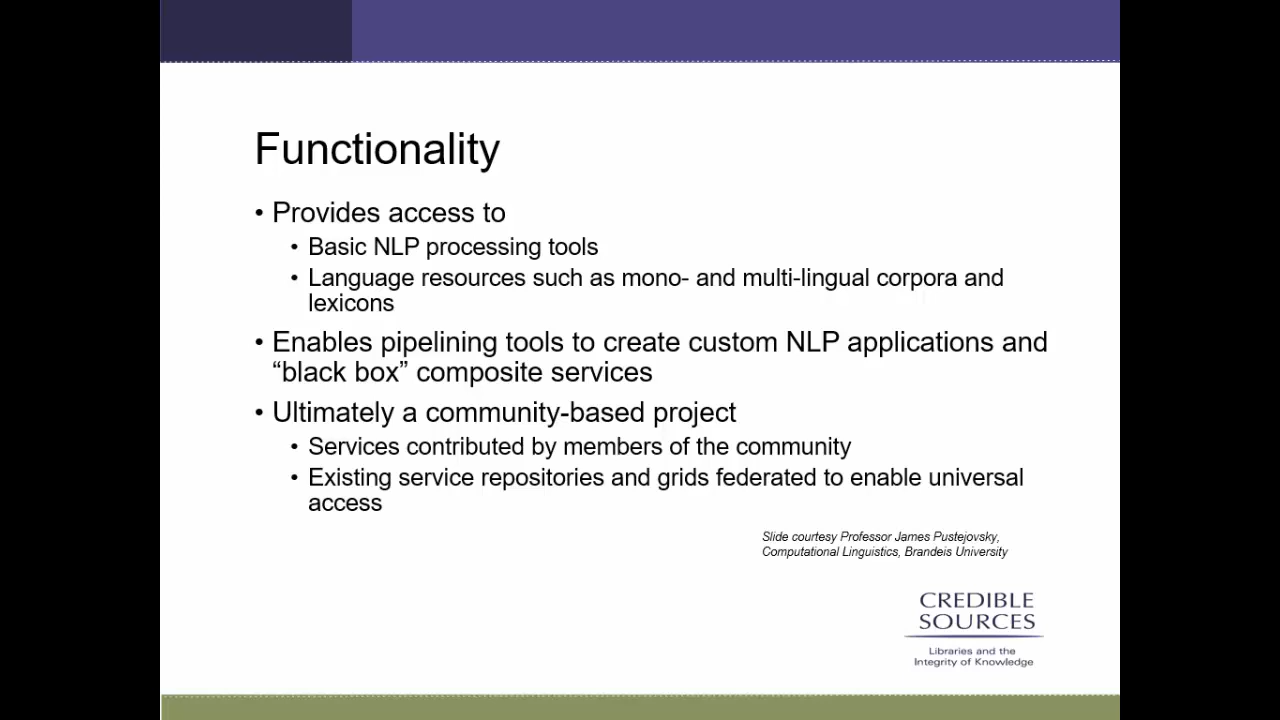 Functionality
• Provides access to
• Basic NLP processing tools
• Language resources such as mono- and multi-lingual corpora and
lexicons
• Enables pipelining tools to create custom NLP applications and
“black box” composite services
• Ultimately a community-based project
• Services contributed by members of the community
• Existing service repositories and grids federated to enable universal
access
Slide courtesy Professor James Pustejovsky,
Computational Linguistics, Brandeis University
CREDIBLE
SOURCES
Libraries and the
Integrity of Knowledge